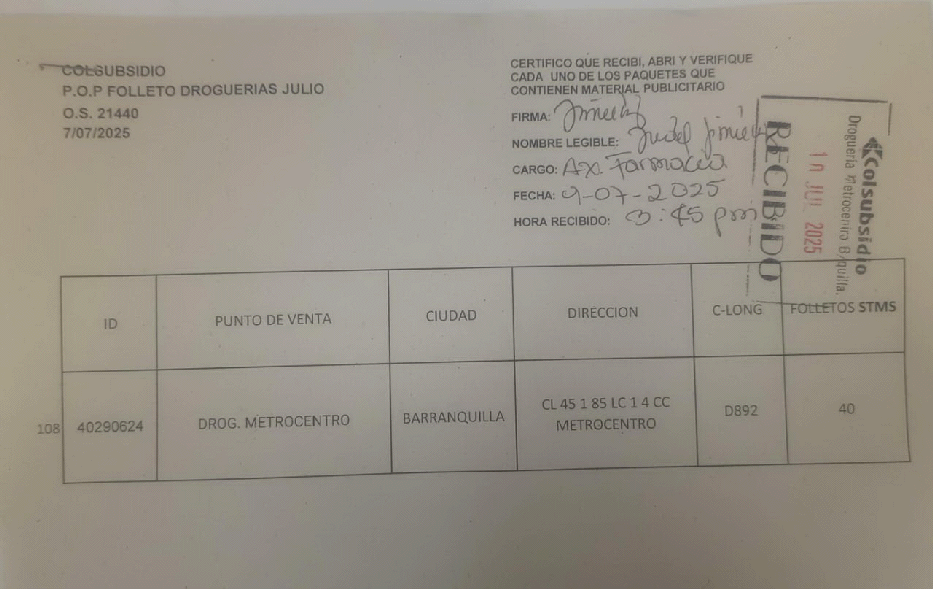 COLSUBSIDIO
P.O.P FOLLETO DROGUERIAS JULIO
O.S. 21440
7/07/2025
CERTIFICO QUE RECIBI, ABRI Y VERIFIQUE
CADA UNO DE LOS PAQUETES QUE
CONTIENEN MATERIAL PUBLICITARIO
FIRMA:
NOMBRE LEGIBLE: Jiménez
CARGO: Axi Farmacia
FECHA: 9-07-2025
HORA RECIBIDO: 3:45 pm
Colsubsidio
Droguería Metrocentro B/quilla.
JUL 2025
RECIBIDO
ID PUNTO DE VENTA CIUDAD DIRECCION C-LONG FOLLETOS STMS
108 40290624 DROG. METROCENTRO BARRANQUILLA CL 45 1 85 LC 1 4 CC METROCENTRO D892 40